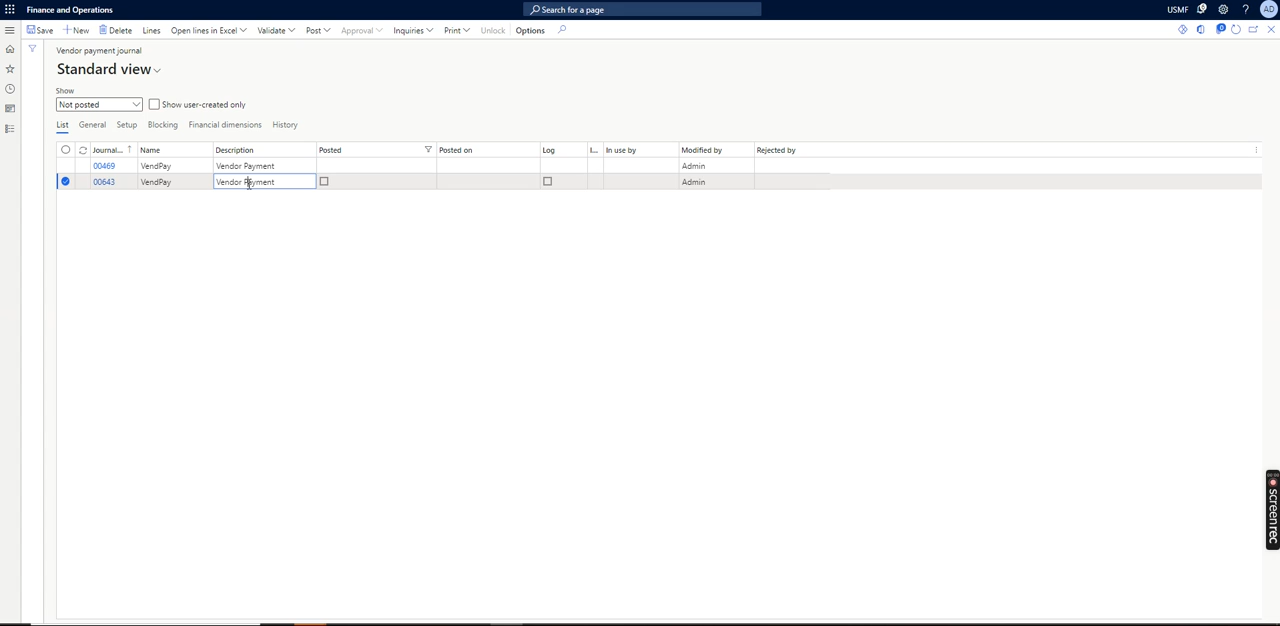 Finance and Operations
Search for a page
USMF
?
AD
Save
New
Delete
Lines
Open lines in Excel
Validate
Post
Approval
Inquiries
Print
Unlock
Options
0
Vendor payment journal
Standard view
Show
Not posted
Show user-created only
List
General
Setup
Blocking
Financial dimensions
History
Journal... Name Description Posted Posted on Log I... In use by Modified by Rejected by
00469 VendPay Vendor Payment Admin
00643 VendPay Vendor Payment Admin
screenrec